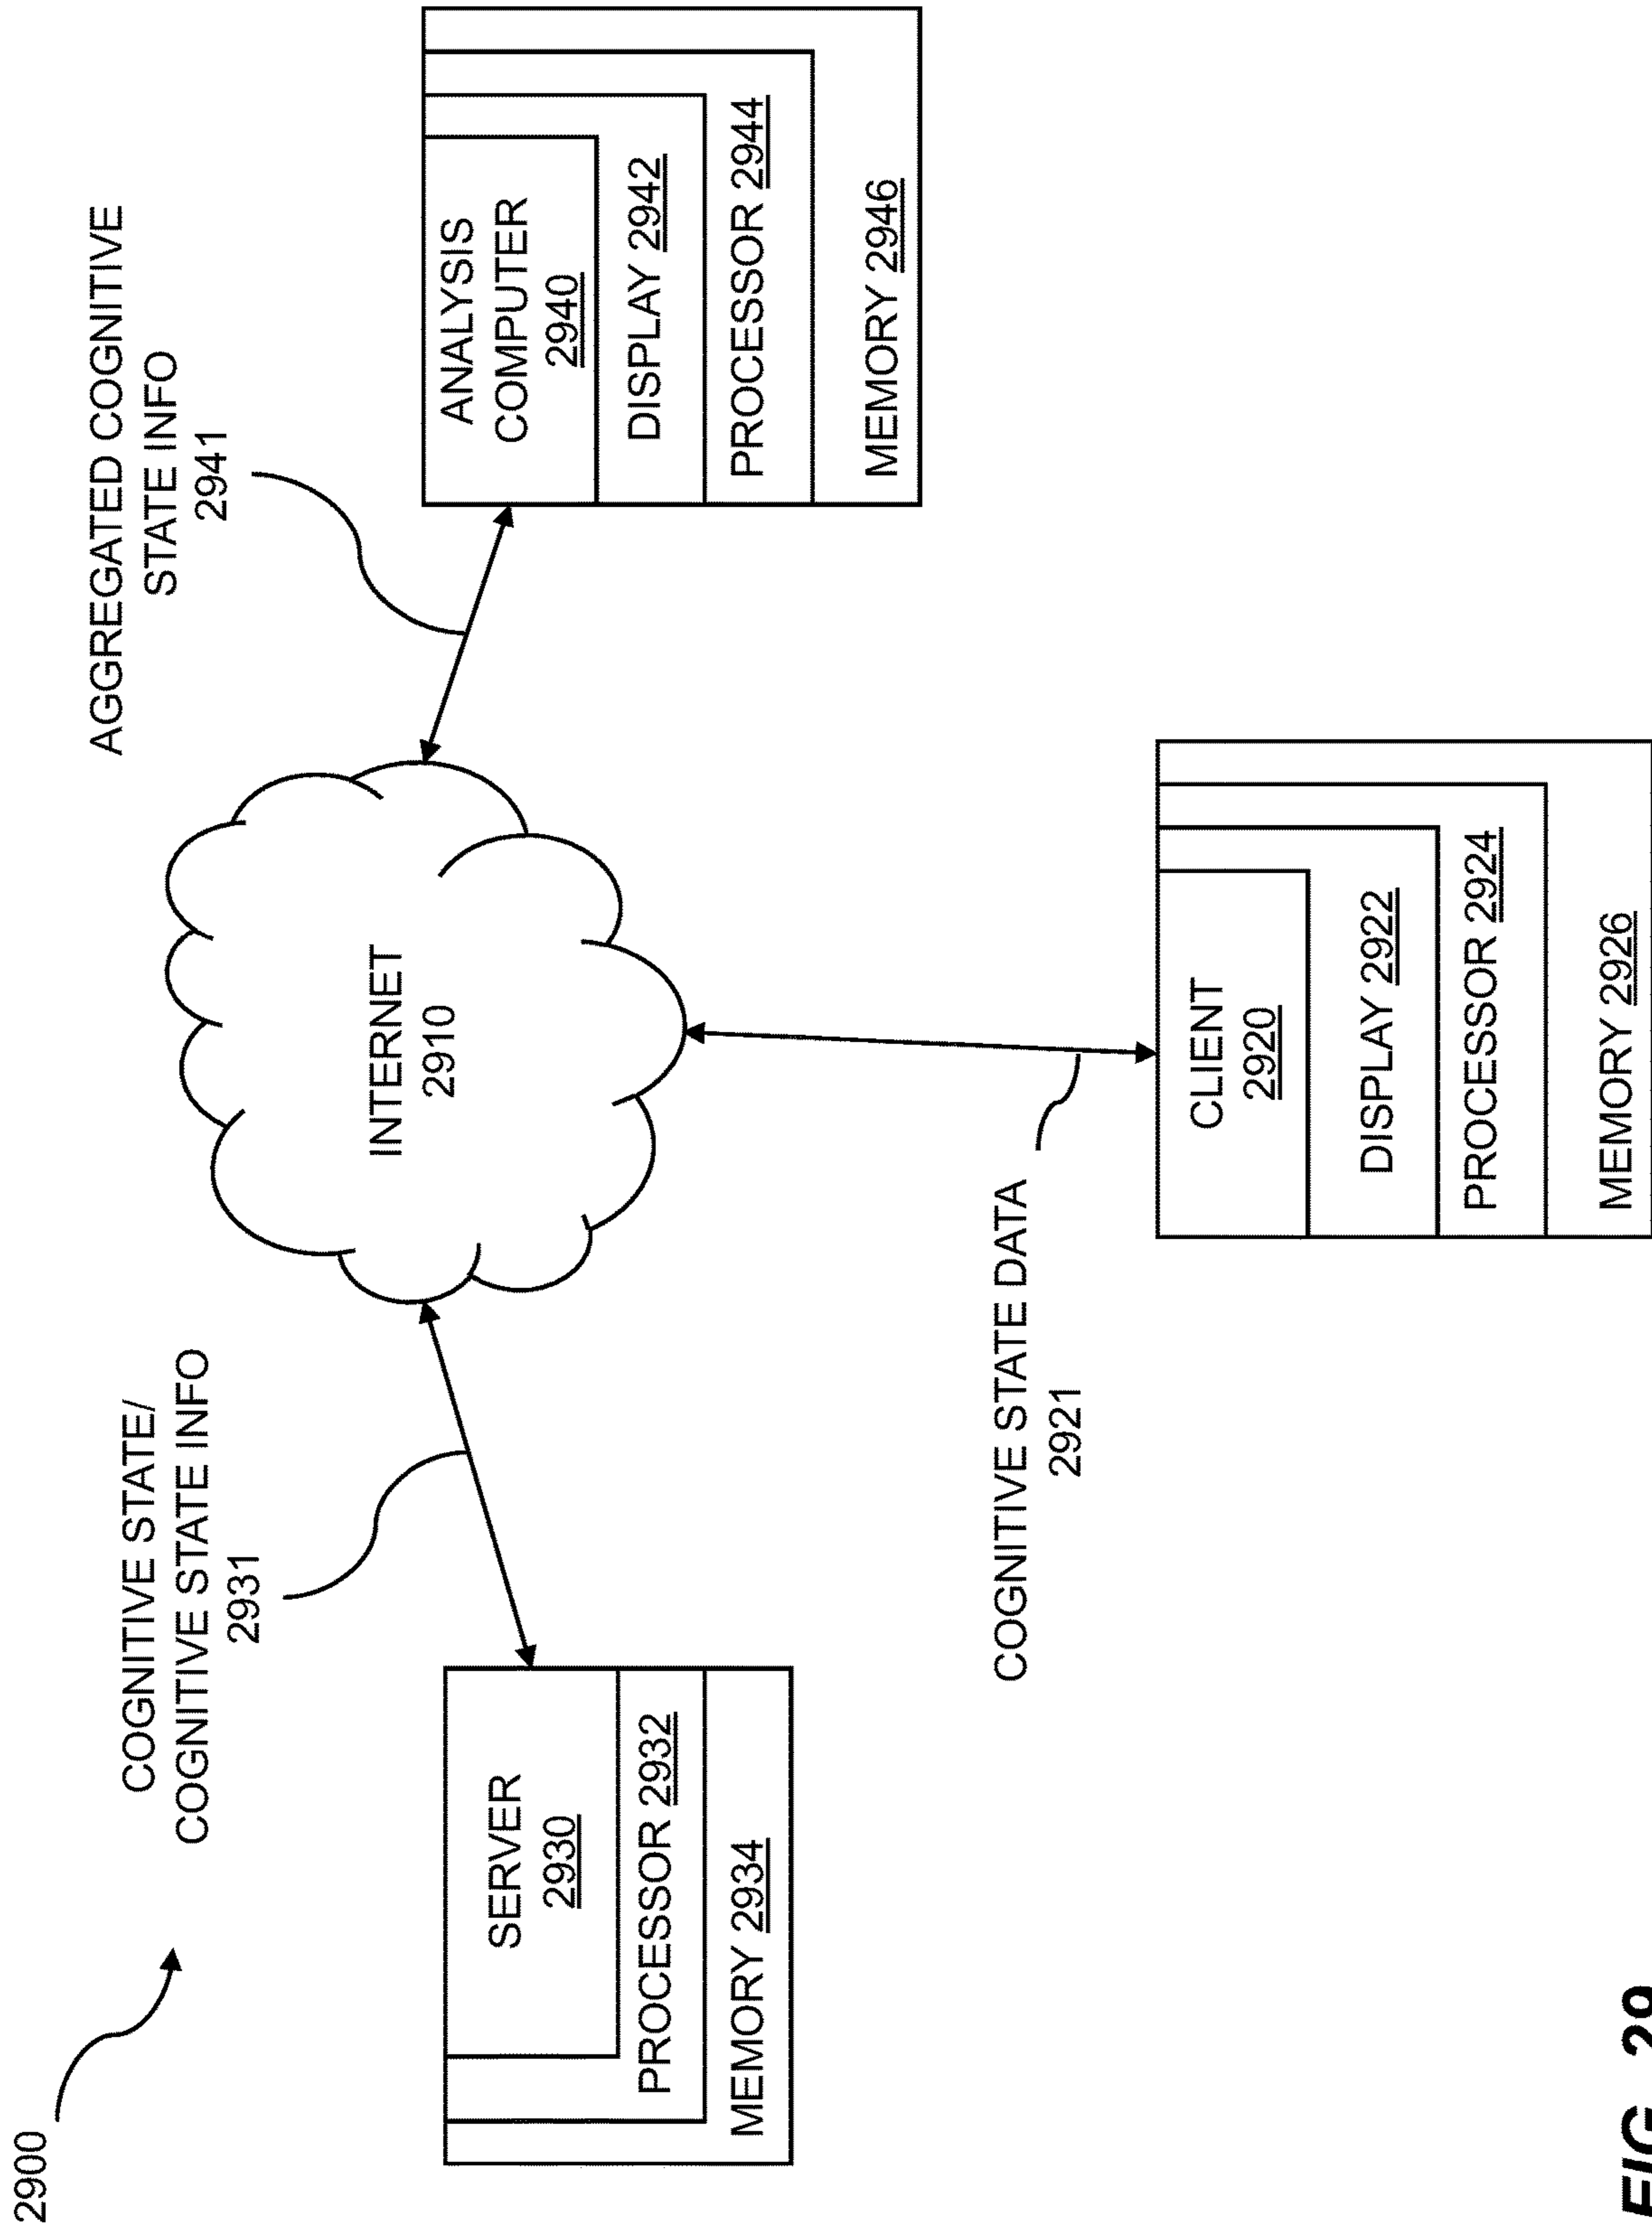 2900
COGNITIVE STATE/
COGNITIVE STATE INFO
2931
AGGREGATED COGNITIVE
STATE INFO
2941
SERVER
2930
PROCESSOR 2932
MEMORY 2934
INTERNET
2910
ANALYSIS
COMPUTER
2940
DISPLAY 2942
PROCESSOR 2944
MEMORY 2946
COGNITIVE STATE DATA
2921
CLIENT
2920
DISPLAY 2922
PROCESSOR 2924
MEMORY 2926
FIG. 29